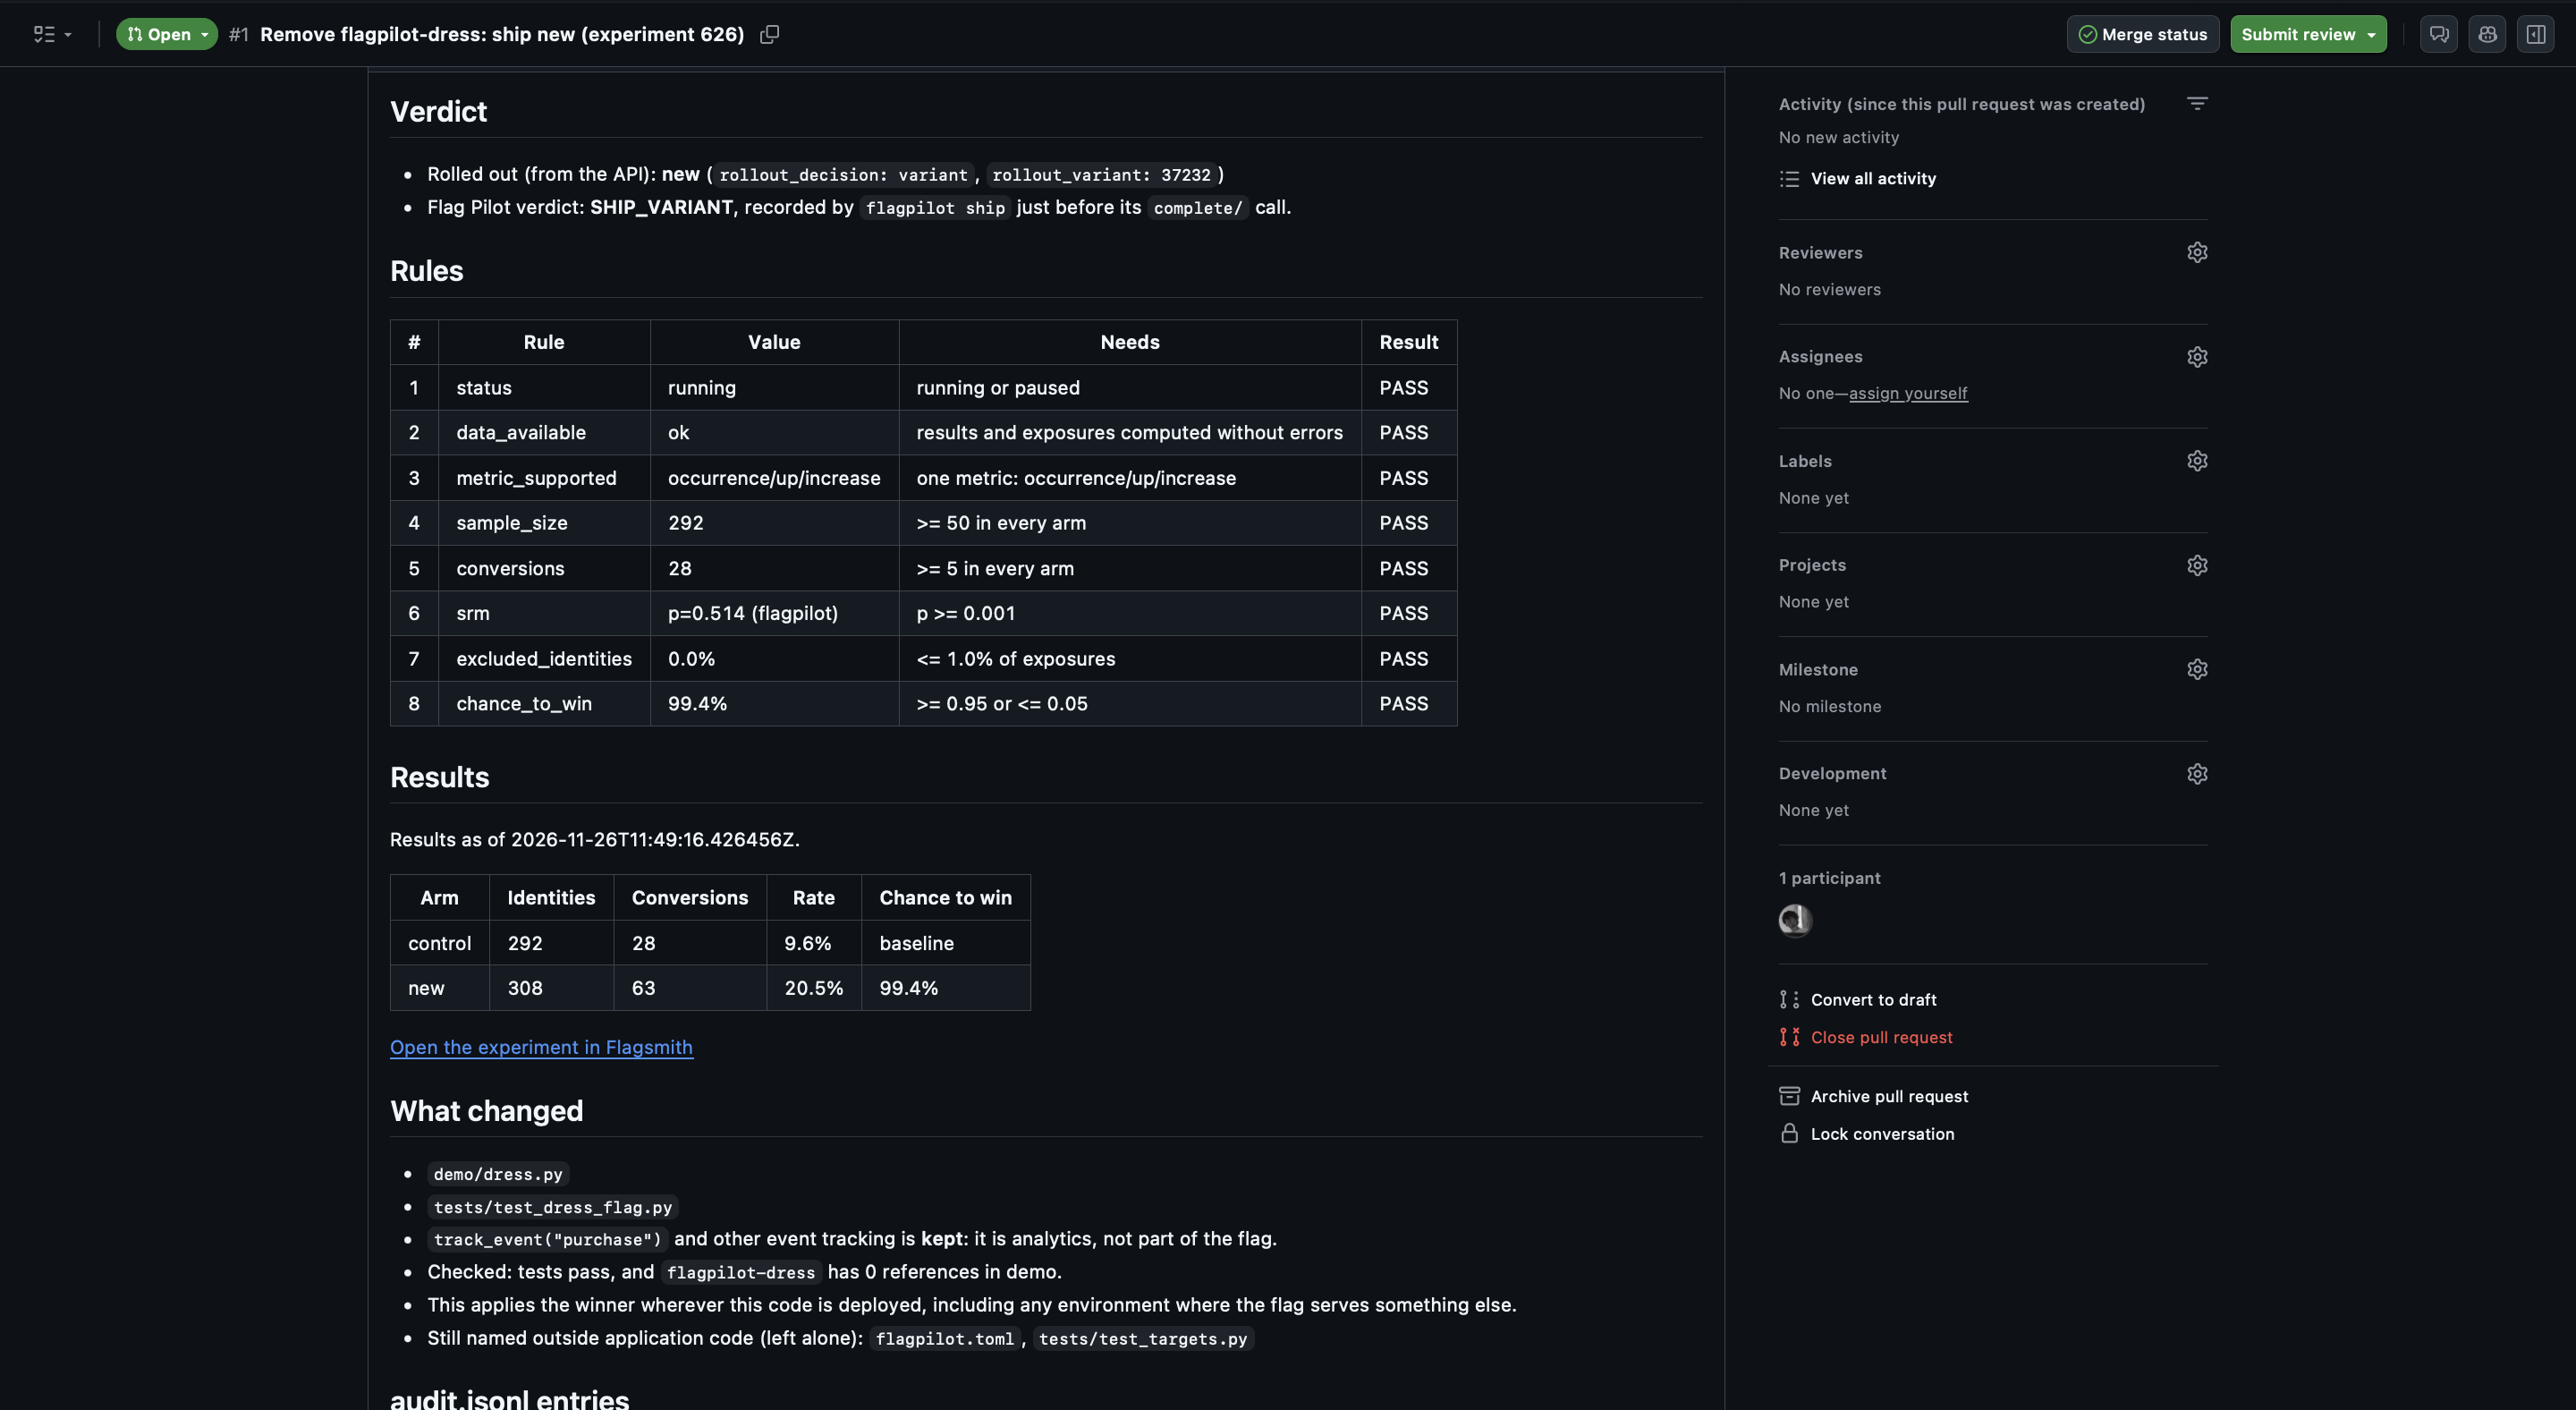 Open #1 Remove flagpilot-dress: ship new (experiment 626) Merge status Submit review
Verdict
Rolled out (from the API): new ( rollout_decision: variant , rollout_variant: 37232 )
Flag Pilot verdict: SHIP_VARIANT, recorded by flagpilot ship just before its complete/ call.
Rules
# Rule Value Needs Result
1 status running running or paused PASS
2 data_available ok results and exposures computed without errors PASS
3 metric_supported occurrence/up/increase one metric: occurrence/up/increase PASS
4 sample_size 292 >= 50 in every arm PASS
5 conversions 28 >= 5 in every arm PASS
6 srm p=0.514 (flagpilot) p >= 0.001 PASS
7 excluded_identities 0.0% <= 1.0% of exposures PASS
8 chance_to_win 99.4% >= 0.95 or <= 0.05 PASS
Results
Results as of 2026-11-26T11:49:16.426456Z.
Arm Identities Conversions Rate Chance to win
control 292 28 9.6% baseline
new 308 63 20.5% 99.4%
Open the experiment in Flagsmith
What changed
demo/dress.py
tests/test_dress_flag.py
track_event("purchase") and other event tracking is kept: it is analytics, not part of the flag.
Checked: tests pass, and flagpilot-dress has 0 references in demo.
This applies the winner wherever this code is deployed, including any environment where the flag serves something else.
Still named outside application code (left alone): flagpilot.toml , tests/test_targets.py
audit.jsonl entries
Activity (since this pull request was created)
No new activity
View all activity
Reviewers
No reviewers
Assignees
No one—assign yourself
Labels
None yet
Projects
None yet
Milestone
No milestone
Development
None yet
1 participant
Convert to draft
Close pull request
Archive pull request
Lock conversation